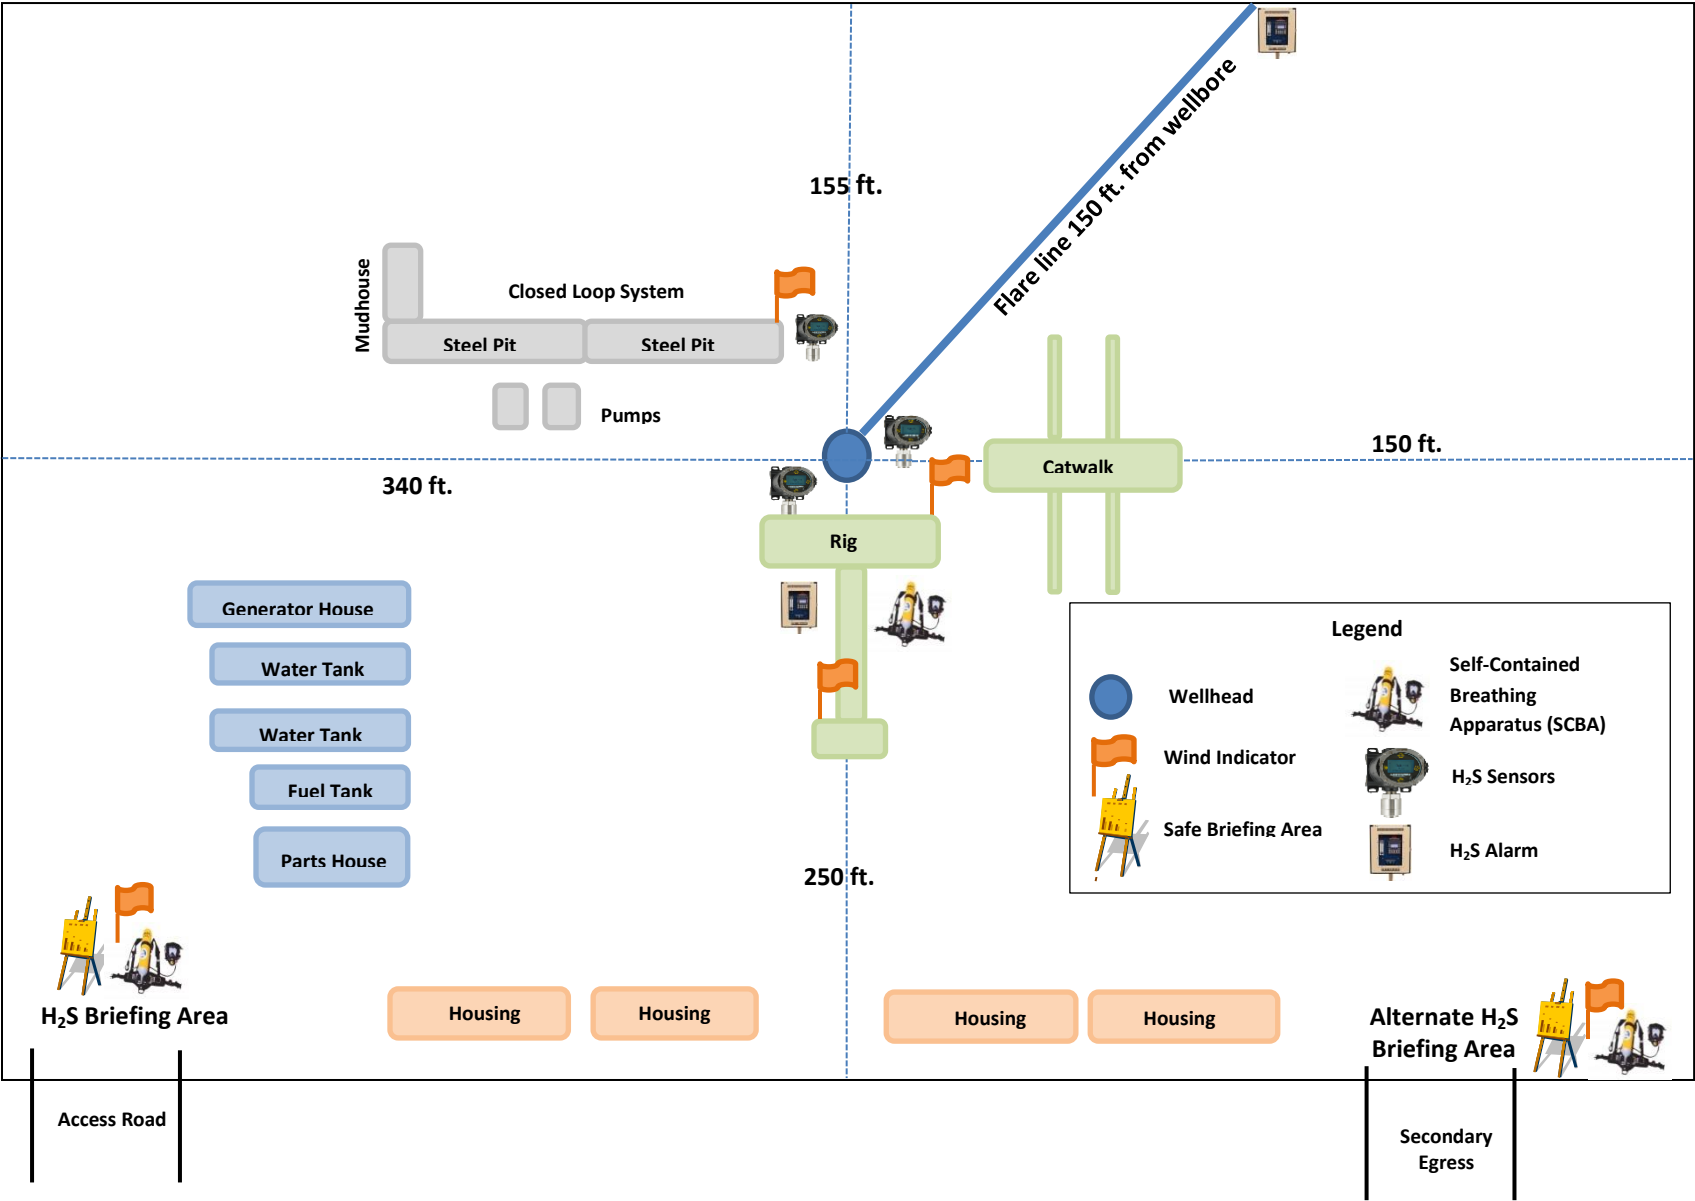 155 ft.
Flare line 150 ft. from wellbore
Mudhouse
Closed Loop System
Steel Pit
Steel Pit
Pumps
340 ft.
150 ft.
Catwalk
Rig
Generator House
Water Tank
Water Tank
Fuel Tank
Parts House
250 ft.
Legend
Wellhead
Wind Indicator
Safe Briefing Area
Self-Contained
Breathing
Apparatus (SCBA)
H₂S Sensors
H₂S Alarm
H₂S Briefing Area
Housing
Housing
Housing
Housing
Alternate H₂S
Briefing Area
Access Road
Secondary
Egress